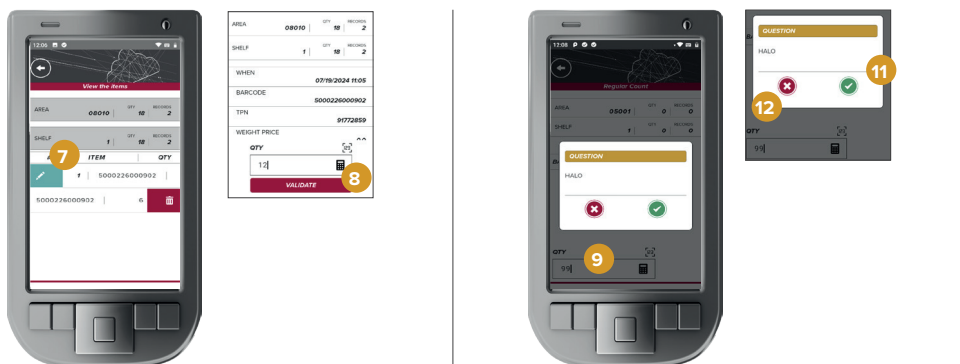 12:06
View the items
AREA 08010 QTY 18 RECORDS 2
SHELF 1 QTY 18 RECORDS 2
ITEM QTY
7
1 5000226000902
5000226000902 6
AREA 08010 QTY 18 RECORDS 2
SHELF 1 QTY 18 RECORDS 2
WHEN
07/19/2024 11:05
BARCODE
5000226000902
TPN
91772859
WEIGHT PRICE
QTY
12
8
VALIDATE
12:08
Regular Count
AREA 05001 QTY 0 RECORDS 0
SHELF 1 QTY 0 RECORDS 0
QUESTION
HALO
QTY
99
9
QUESTION
HALO
11
12
QTY
99